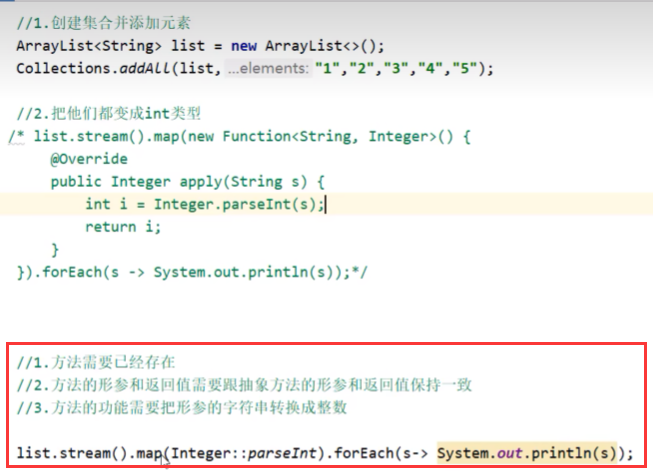 //1.创建集合并添加元素
ArrayList<String> list = new ArrayList<>();
Collections.addAll(list, ...elements: "1","2","3","4","5");
//2.把他们都变成int类型
/* list.stream().map(new Function<String, Integer>() {
@Override
public Integer apply(String s) {
int i = Integer.parseInt(s);
return i;
}
}).forEach(s -> System.out.println(s));*/
//1.方法需要已经存在
//2.方法的形参和返回值需要跟抽象方法的形参和返回值保持一致
//3.方法的功能需要把形参的字符串转换成整数
list.stream().map(Integer::parseInt).forEach(s-> System.out.println(s));